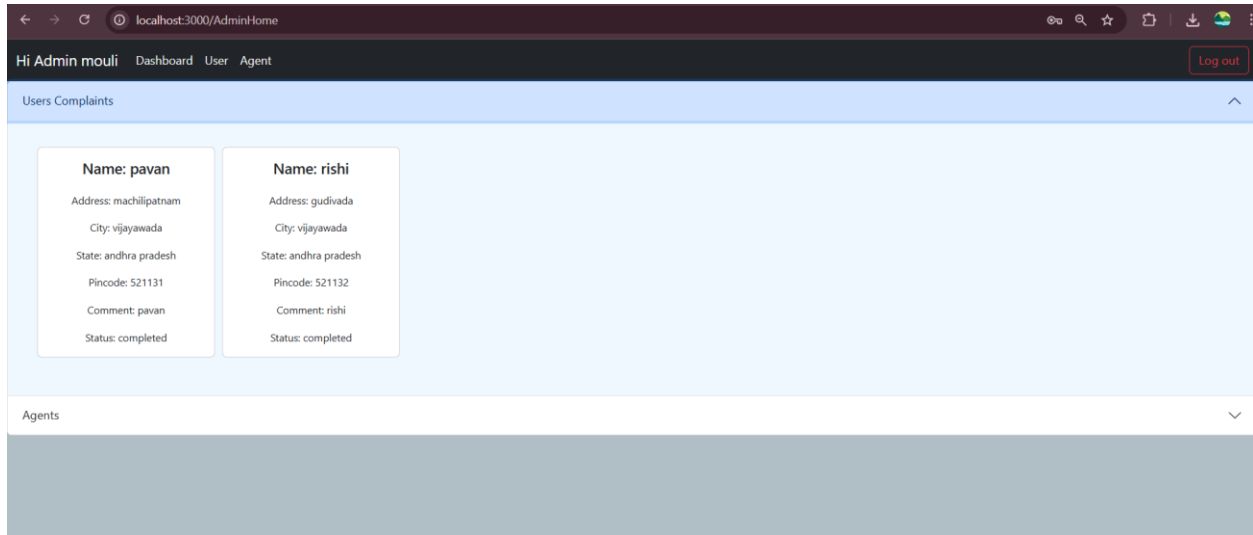 localhost:3000/AdminHome
Hi Admin mouli Dashboard User Agent Log out
Users Complaints
Name: pavan
Address: machilipatnam
City: vijayawada
State: andhra pradesh
Pincode: 521131
Comment: pavan
Status: completed
Name: rishi
Address: gudivada
City: vijayawada
State: andhra pradesh
Pincode: 521132
Comment: rishi
Status: completed
Agents